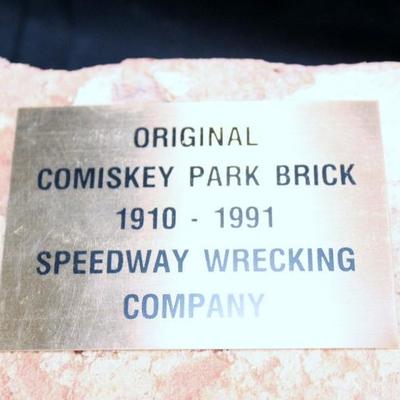 ORIGINAL
COMISKEY PARK BRICK
1910 - 1991
SPEEDWAY WRECKING
COMPANY